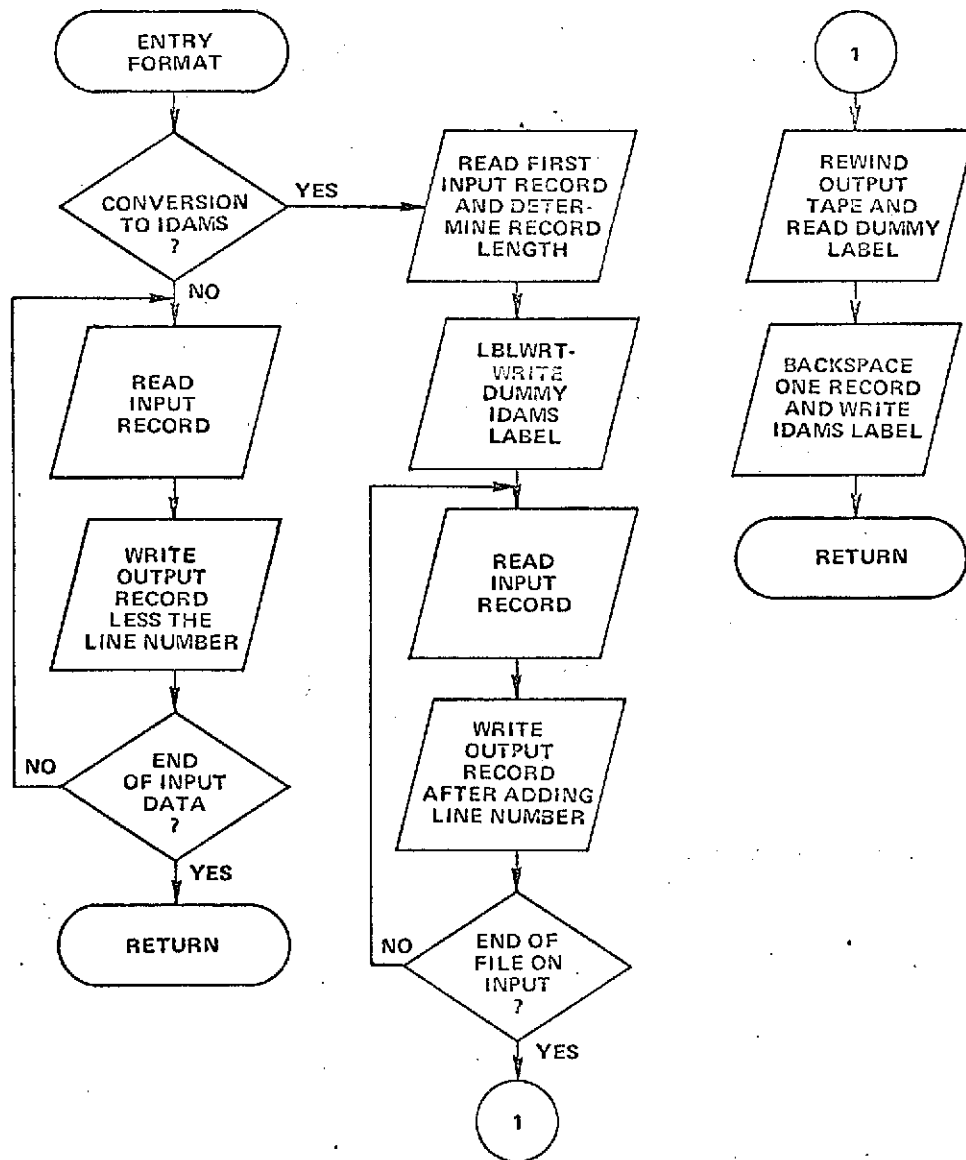 ENTRY
FORMAT
CONVERSION
TO IDAMS
?
YES
NO
READ
INPUT
RECORD
WRITE
OUTPUT
RECORD
LESS THE
LINE NUMBER
NO
END
OF INPUT
DATA
?
YES
RETURN
READ FIRST
INPUT RECORD
AND DETER-
MINE RECORD
LENGTH
LBLWRT-
WRITE
DUMMY
IDAMS
LABEL
READ
INPUT
RECORD
WRITE
OUTPUT
RECORD
AFTER ADDING
LINE NUMBER
NO
END OF
FILE ON
INPUT
?
YES
1
1
REWIND
OUTPUT
TAPE AND
READ DUMMY
LABEL
BACKSPACE
ONE RECORD
AND WRITE
IDAMS LABEL
RETURN